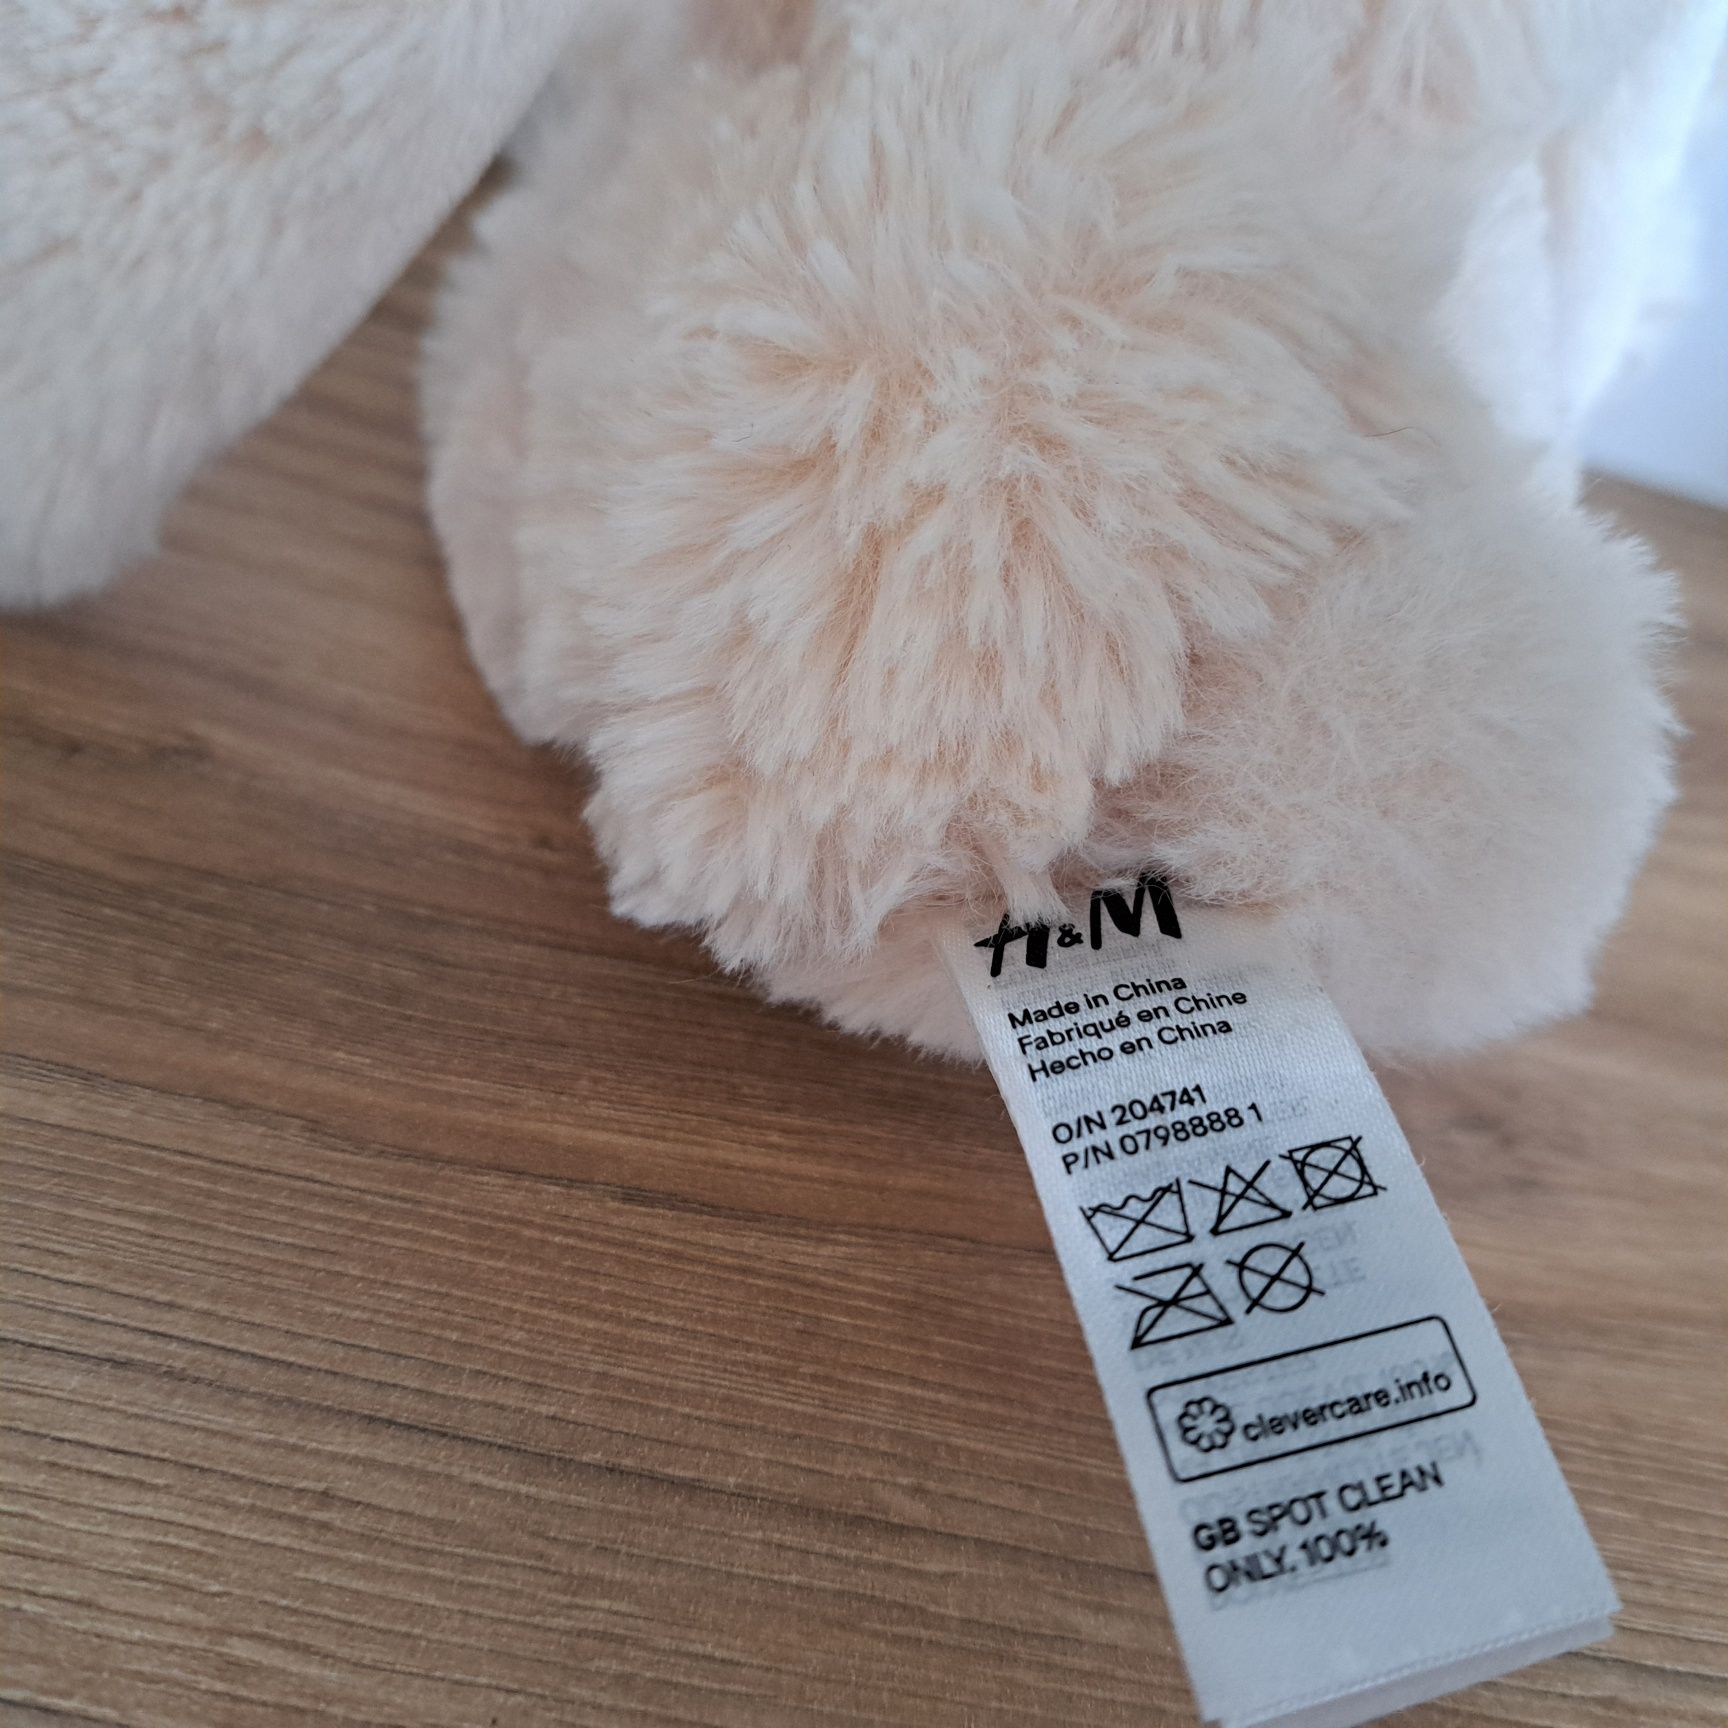 H&M
Made in China
Fabriqué en Chine
Hecho en China
O/N 204741
P/N 0798888 1
clevercare.info
GB SPOT CLEAN
ONLY. 100%